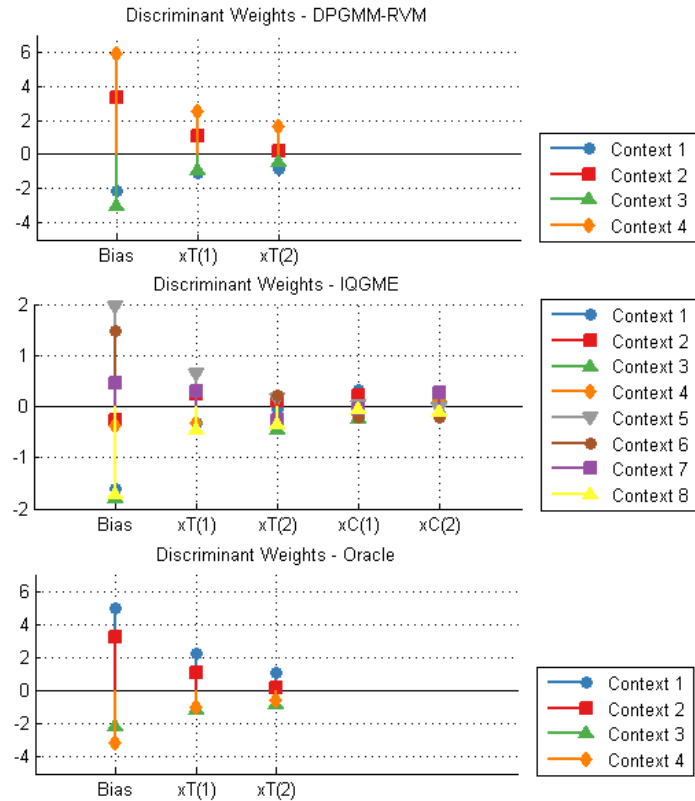 Discriminant Weights - DPGMM-RVM
6
4
2
0
-2
-4
Bias xT(1) xT(2)
Context 1
Context 2
Context 3
Context 4
Discriminant Weights - IQGME
2
1
0
-1
-2
Bias xT(1) xT(2) xC(1) xC(2)
Context 1
Context 2
Context 3
Context 4
Context 5
Context 6
Context 7
Context 8
Discriminant Weights - Oracle
6
4
2
0
-2
-4
Bias xT(1) xT(2)
Context 1
Context 2
Context 3
Context 4